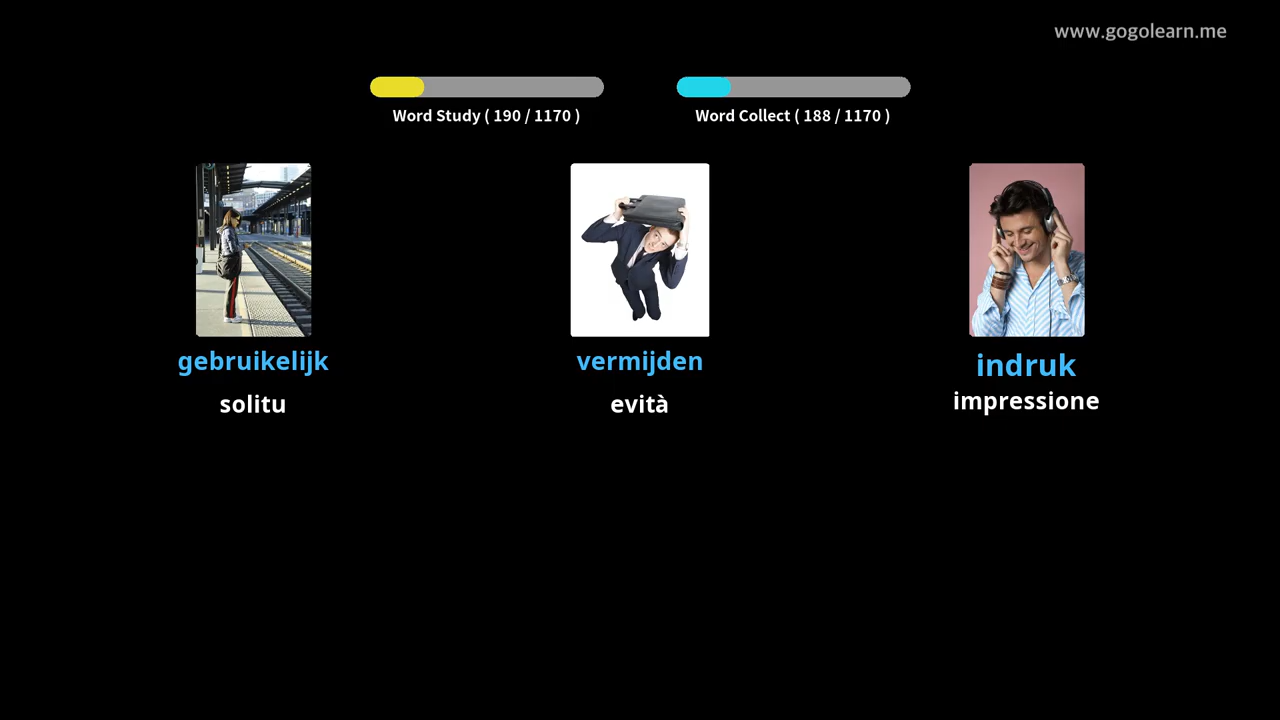 www.gogolearn.me
Word Study ( 190 / 1170 )
Word Collect ( 188 / 1170 )
gebruikelijk
vermijden
indruk
solitu
evità
impressione